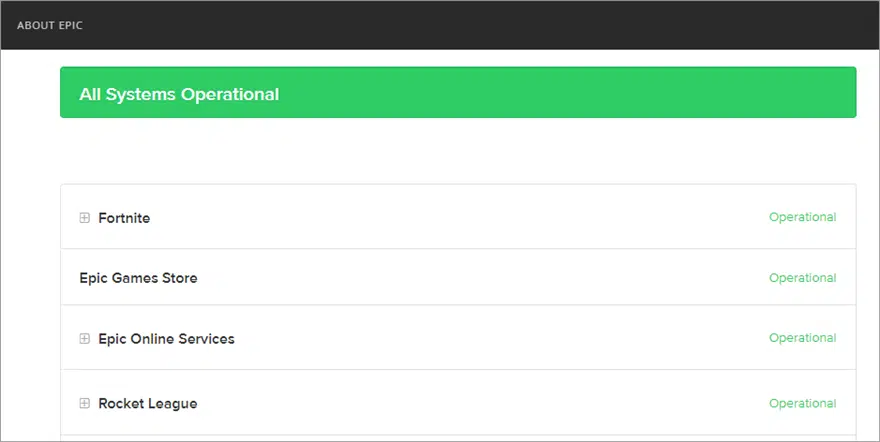 ABOUT EPIC
All Systems Operational
Fortnite Operational
Epic Games Store Operational
Epic Online Services Operational
Rocket League Operational